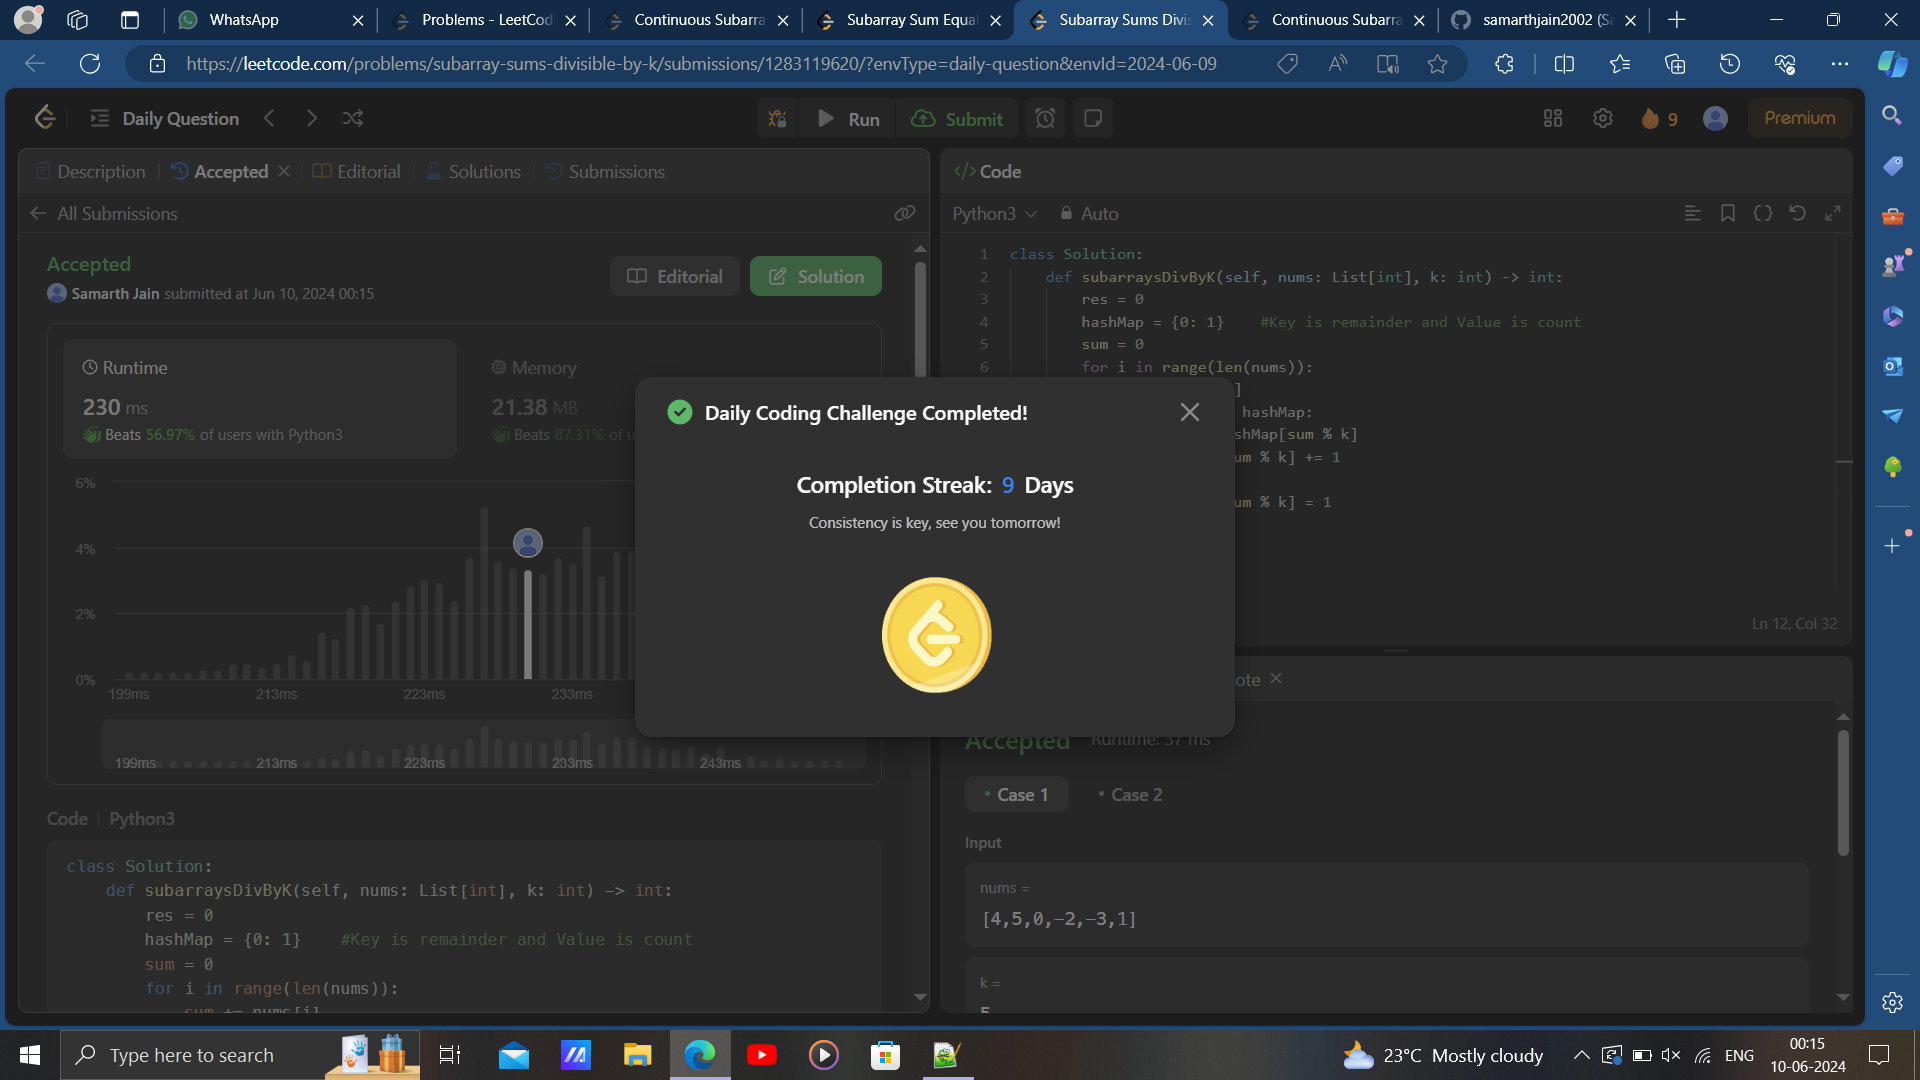 WhatsApp
Problems - LeetCod
Continuous Subarra
Subarray Sum Equal
Subarray Sums Divis
Continuous Subarra
samarthjain2002 (Sa
https://leetcode.com/problems/subarray-sums-divisible-by-k/submissions/1283119620/?envType=daily-question&envId=2024-06-09
Daily Question
Run
Submit
9
Premium
Description
Accepted
Editorial
Solutions
Submissions
All Submissions
Accepted
Samarth Jain submitted at Jun 10, 2024 00:15
Editorial
Solution
Runtime
230 ms
Beats 56.97% of users with Python3
Memory
21.38 MB
Beats 87.31% of u
6%
4%
2%
0%
199ms
213ms
223ms
233ms
199ms
213ms
223ms
233ms
243ms
Code
Python3
class Solution:
def subarraysDivByK(self, nums: List[int], k: int) -> int:
res = 0
hashMap = {0: 1} #Key is remainder and Value is count
sum = 0
for i in range(len(nums)):
sum += nums[i]
Daily Coding Challenge Completed!
Completion Streak: 9 Days
Consistency is key, see you tomorrow!
</> Code
Python3
Auto
1 class Solution:
2 def subarraysDivByK(self, nums: List[int], k: int) -> int:
3 res = 0
4 hashMap = {0: 1} #Key is remainder and Value is count
5 sum = 0
6 for i in range(len(nums)):
]
hashMap:
shMap[sum % k]
um % k] += 1
um % k] = 1
Ln 12, Col 32
ote
Accepted
Runtime: 37 ms
Case 1
Case 2
Input
nums =
[4,5,0,-2,-3,1]
k =
5
Type here to search
23°C Mostly cloudy
ENG
00:15
10-06-2024